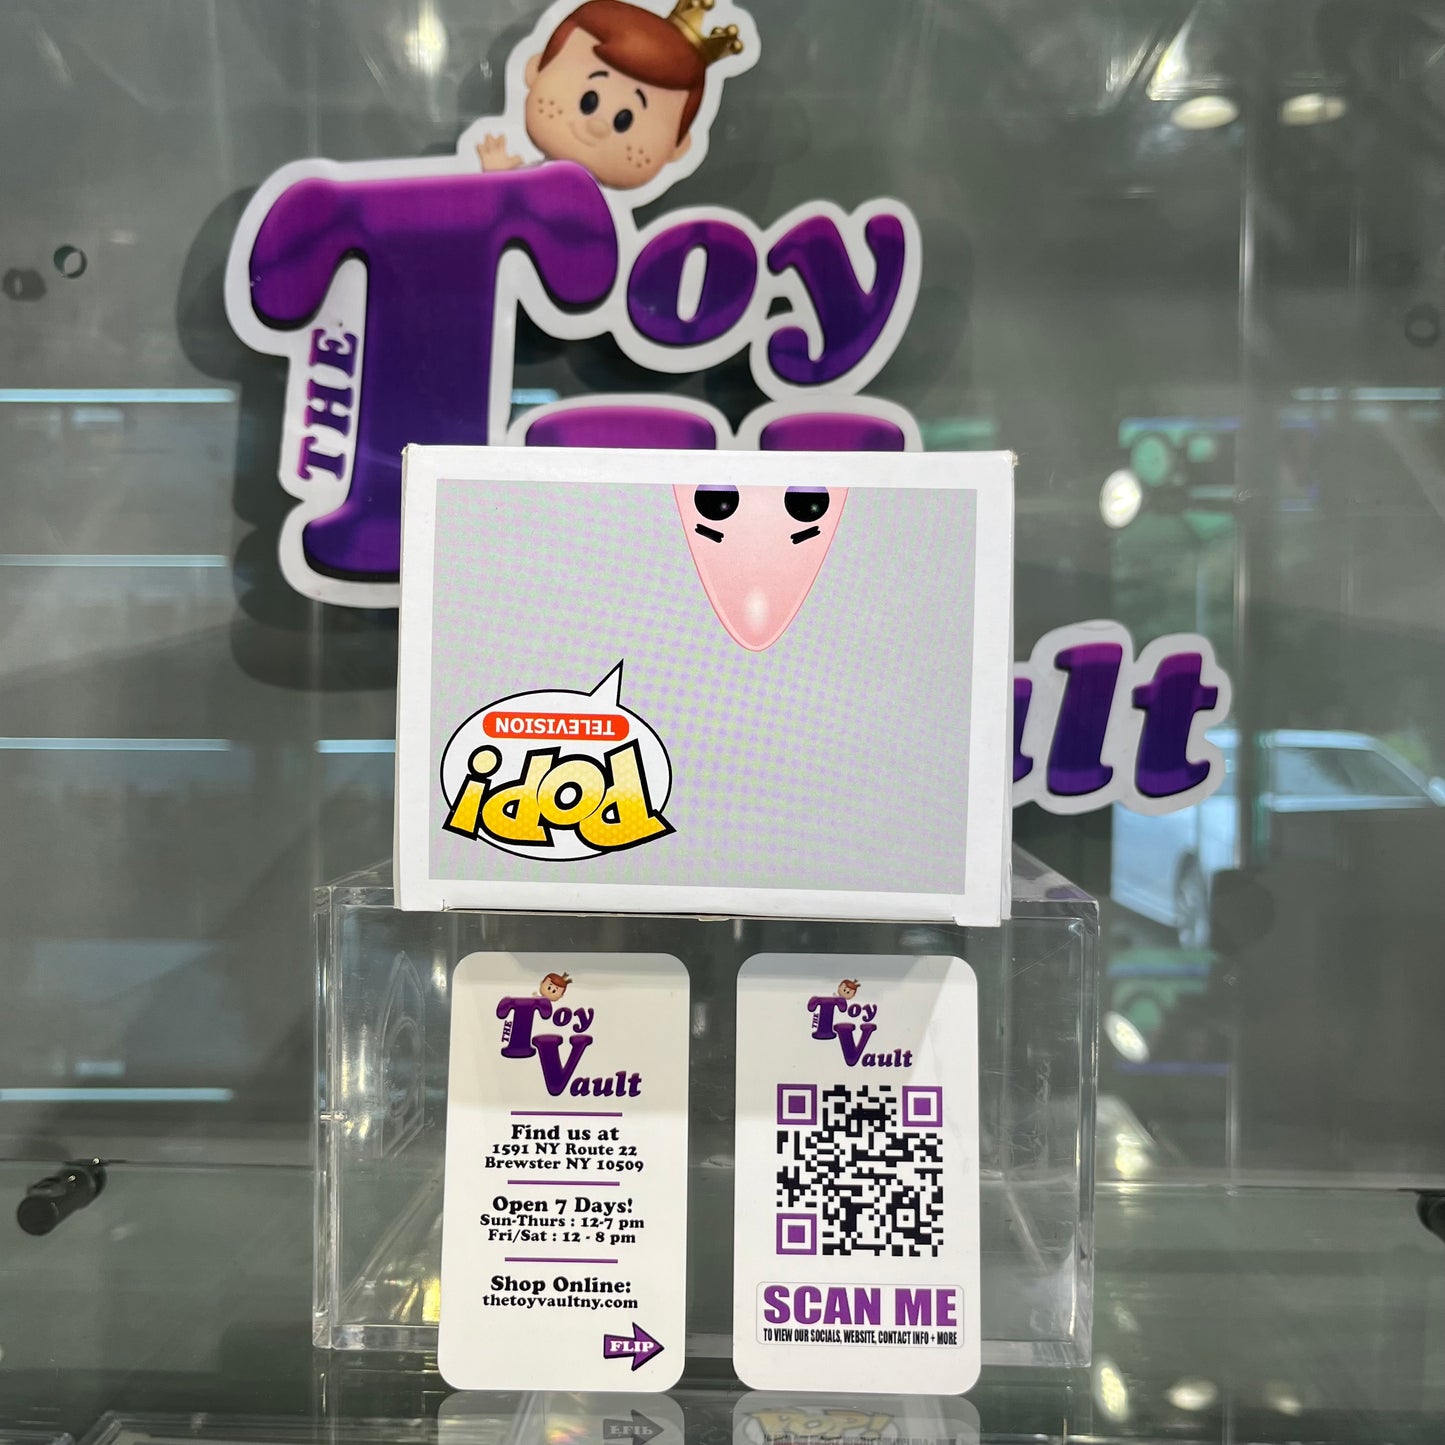 THE Toy
Vault
TELEVISION
POP!
THE Toy
Vault
Find us at
1591 NY Route 22
Brewster NY 10509
Open 7 Days!
Sun-Thurs : 12-7 pm
Fri/Sat : 12 - 8 pm
Shop Online:
thetoyvaultny.com
FLIP
THE Toy
Vault
SCAN ME
TO VIEW OUR SOCIALS, WEBSITE, CONTACT INFO + MORE